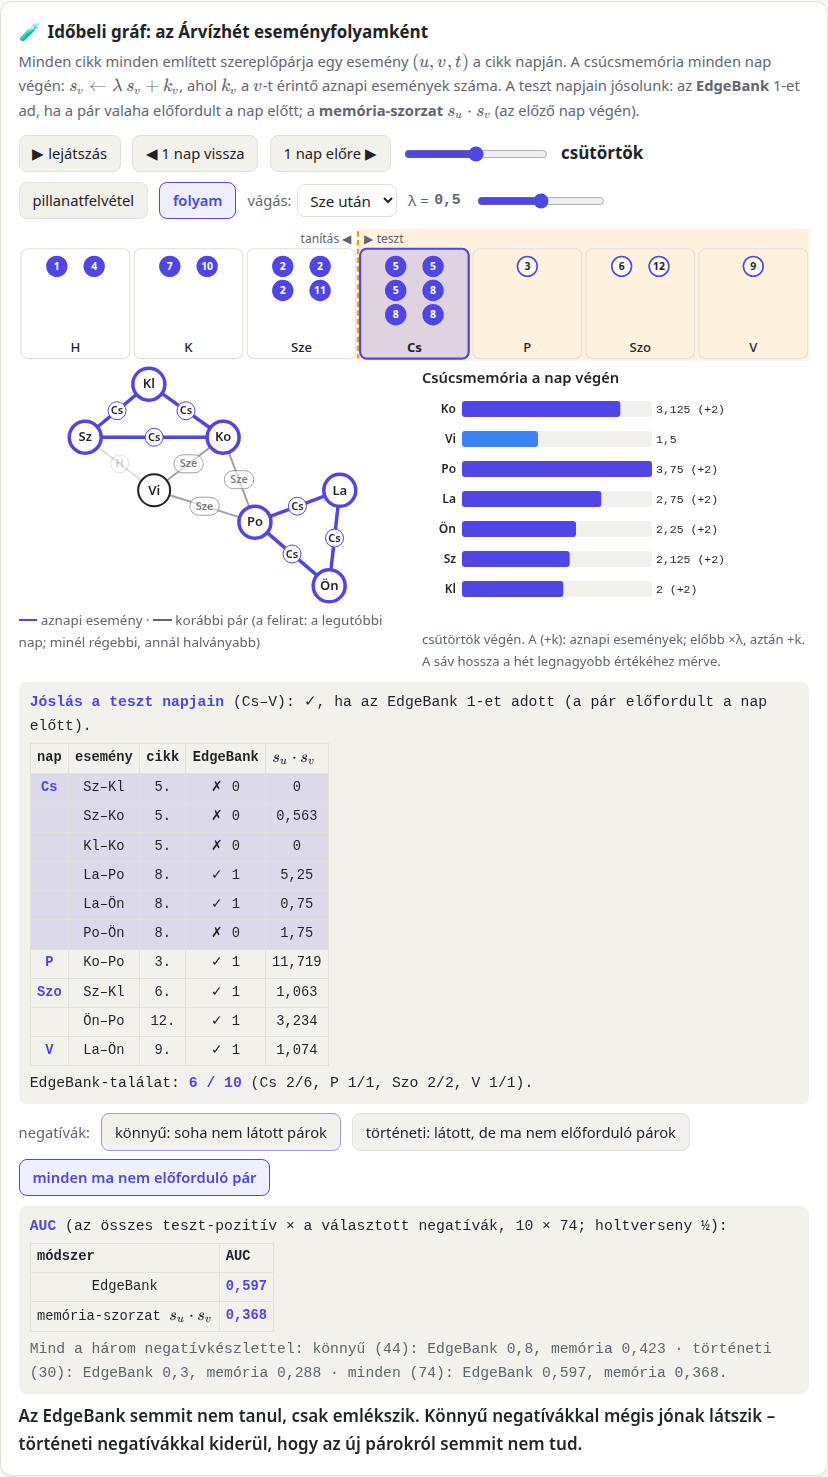 🧪 Időbeli gráf: az Árvízhét eseményfolyamként
Minden cikk minden említett szereplőpárja egy esemény (u, v, t) a cikk napján. A csúcsmemória minden nap
végén: s_v ← λ s_v + k_v, ahol k_v a v-t érintő aznapi események száma. A teszt napjain jósolunk: az EdgeBank 1-et
ad, ha a pár valaha előfordult a nap előtt; a memória-szorzat s_u · s_v (az előző nap végén).
▶ lejátszás ◀ 1 nap vissza 1 nap előre ▶ csütörtök
pillanatfelvétel folyam vágás: Sze után λ = 0,5
tanítás ◀ ▶ teszt
1 4 7 10 2 2 5 5 3 6 12 9
2 11 5 8
8 8
H K Sze Cs P Szo V
Kl
Cs Cs
Sz Cs Ko
H Sze
Sze
Vi Sze La
Cs
Po
Cs
Cs
Ön
aznapi esemény · korábbi pár (a felirat: a legutóbbi
nap; minél régebbi, annál halványabb)
Csúcsmemória a nap végén
Ko 3,125 (+2)
Vi 1,5
Po 3,75 (+2)
La 2,75 (+2)
Ön 2,25 (+2)
Sz 2,125 (+2)
Kl 2 (+2)
csütörtök végén. A (+k): aznapi események; előbb ×λ, aztán +k.
A sáv hossza a hét legnagyobb értékéhez mérve.
Jóslás a teszt napjain (Cs–V): ✓, ha az EdgeBank 1-et adott (a pár előfordult a nap
előtt).
nap esemény cikk EdgeBank s_u · s_v
Cs Sz–Kl 5. ✗ 0 0
Sz–Ko 5. ✗ 0 0,563
Kl–Ko 5. ✗ 0 0
La–Po 8. ✓ 1 5,25
La–Ön 8. ✓ 1 0,75
Po–Ön 8. ✗ 0 1,75
P Ko–Po 3. ✓ 1 11,719
Szo Sz–Kl 6. ✓ 1 1,063
Ön–Po 12. ✓ 1 3,234
V La–Ön 9. ✓ 1 1,074
EdgeBank-találat: 6 / 10 (Cs 2/6, P 1/1, Szo 2/2, V 1/1).
negatívák: könnyű: soha nem látott párok történeti: látott, de ma nem előforduló párok
minden ma nem előforduló pár
AUC (az összes teszt-pozitív × a választott negatívák, 10 × 74; holtverseny ½):
módszer AUC
EdgeBank 0,597
memória-szorzat s_u · s_v 0,368
Mind a három negatívkészlettel: könnyű (44): EdgeBank 0,8, memória 0,423 · történeti
(30): EdgeBank 0,3, memória 0,288 · minden (74): EdgeBank 0,597, memória 0,368.
Az EdgeBank semmit nem tanul, csak emlékszik. Könnyű negatívákkal mégis jónak látszik –
történeti negatívákkal kiderül, hogy az új párokról semmit nem tud.